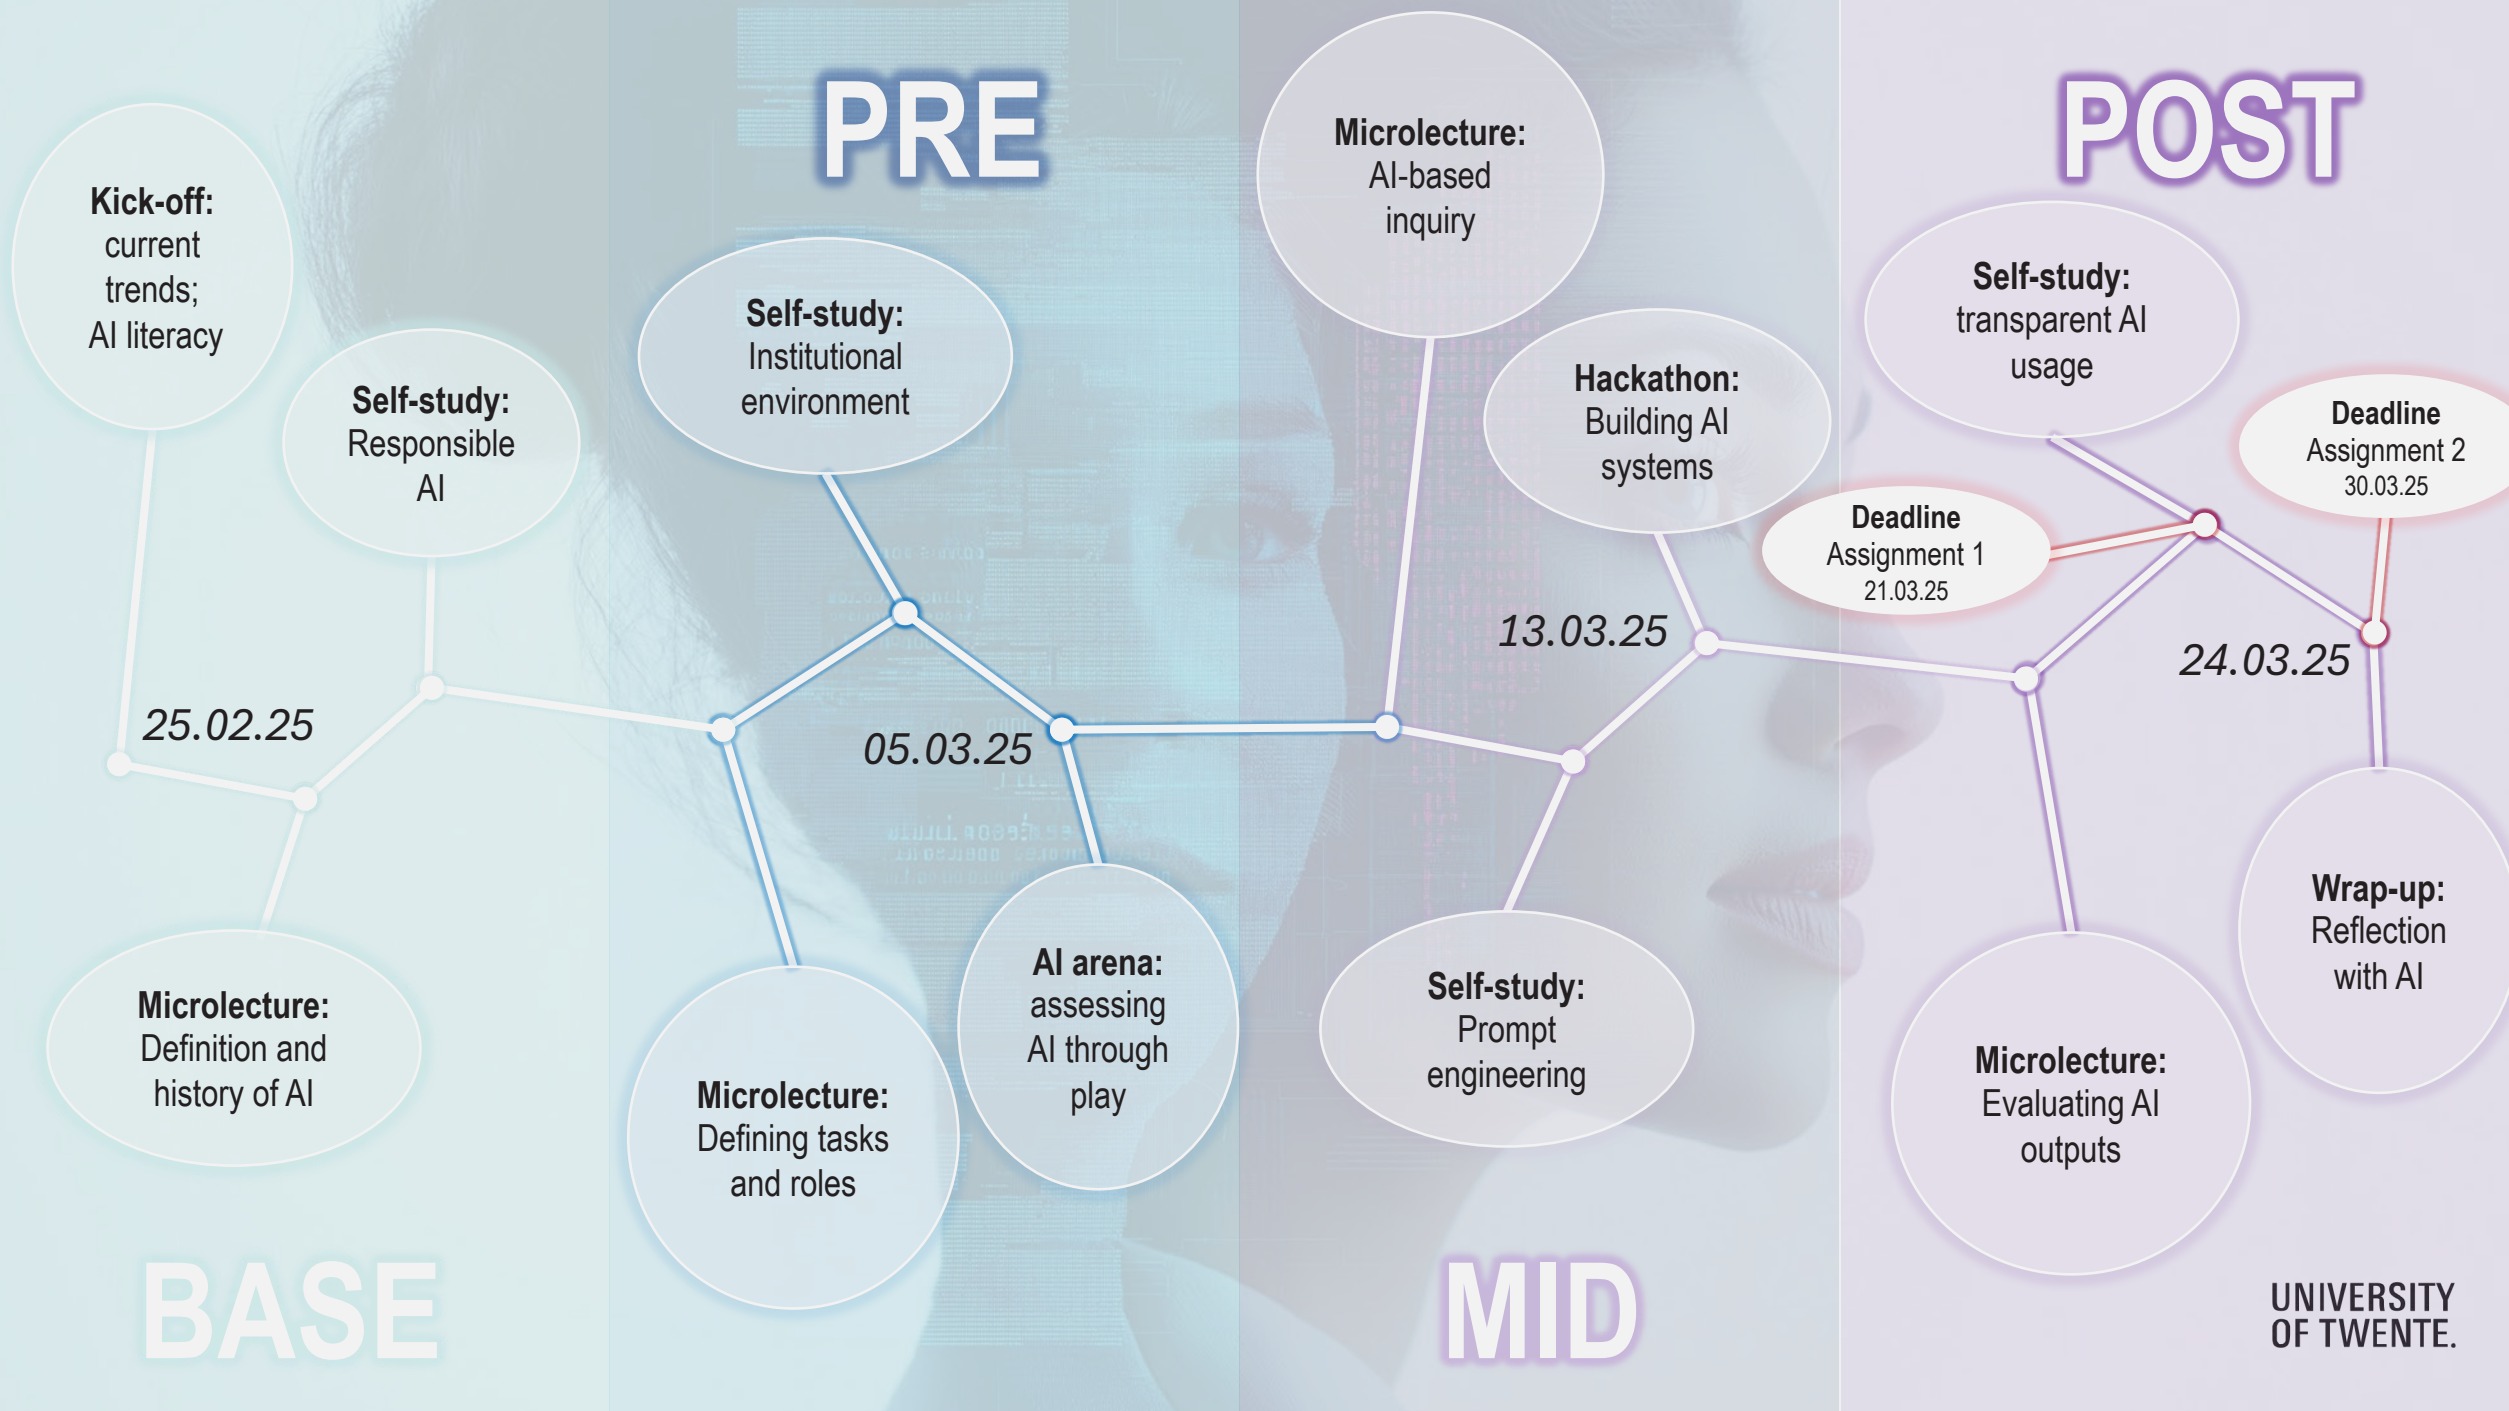 BASE
Kick-off:
current
trends;
AI literacy
25.02.25
Microlecture:
Definition and
history of AI
Self-study:
Responsible
AI
PRE
Microlecture:
Defining tasks
and roles
Self-study:
Institutional
environment
05.03.25
AI arena:
assessing
AI through
play
MID
Microlecture:
AI-based
inquiry
Self-study:
Prompt
engineering
Hackathon:
Building AI
systems
13.03.25
POST
Microlecture:
Evaluating AI
outputs
Self-study:
transparent AI
usage
Deadline
Assignment 1
21.03.25
24.03.25
Deadline
Assignment 2
30.03.25
Wrap-up:
Reflection
with AI
UNIVERSITY
OF TWENTE.